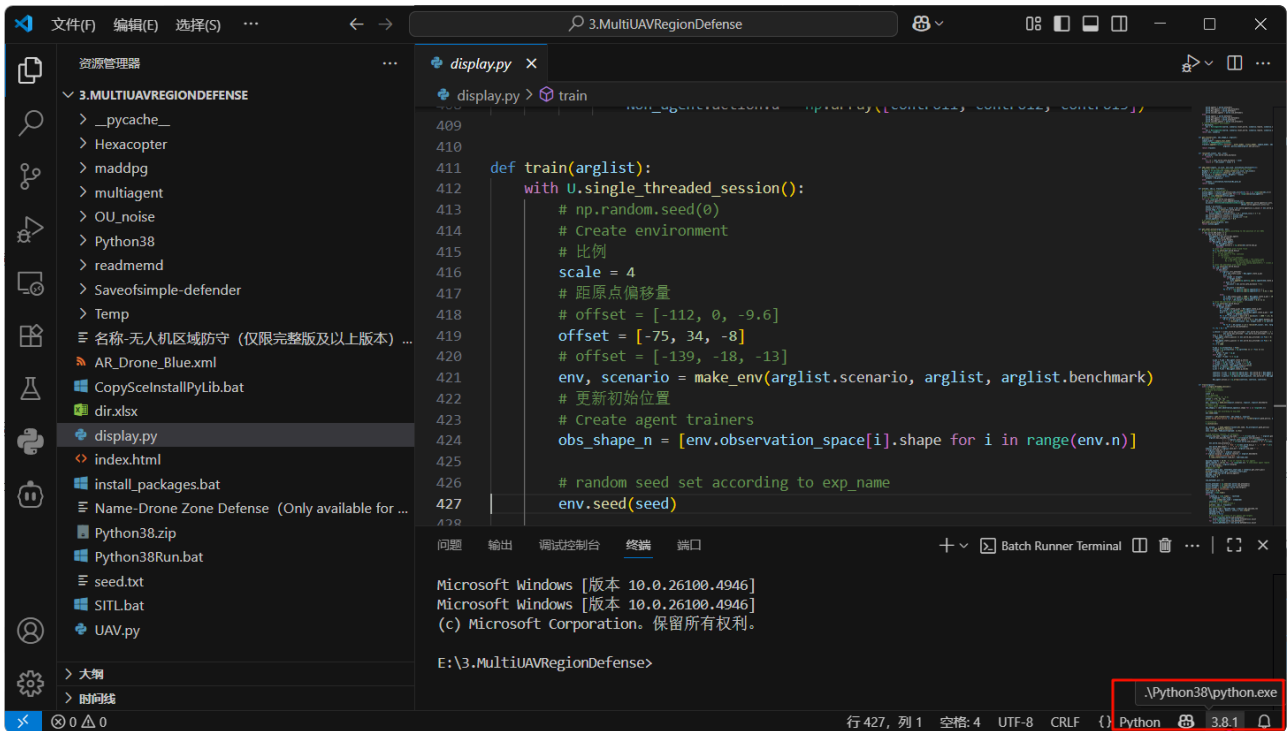 文件(F) 编辑(E) 选择(S) ··· 3.MultiUAVRegionDefense
资源管理器 ···
3.MULTIUAVREGIONDEFENSE
__pycache__
Hexacopter
maddpg
multiagent
OU_noise
Python38
readmemd
Saveofsimple-defender
Temp
名称-无人机区域防守（仅限完整版及以上版本）...
AR_Drone_Blue.xml
CopySceInstallPyLib.bat
dir.xlsx
display.py
index.html
install_packages.bat
Name-Drone Zone Defense（Only available for ...
Python38.zip
Python38Run.bat
seed.txt
SITL.bat
UAV.py
大纲
时间线
display.py
display.py > train
409
410
411 def train(arglist):
412 with U.single_threaded_session():
413 # np.random.seed(0)
414 # Create environment
415 # 比例
416 scale = 4
417 # 距原点偏移量
418 # offset = [-112, 0, -9.6]
419 offset = [-75, 34, -8]
420 # offset = [-139, -18, -13]
421 env, scenario = make_env(arglist.scenario, arglist, arglist.benchmark)
422 # 更新初始位置
423 # Create agent trainers
424 obs_shape_n = [env.observation_space[i].shape for i in range(env.n)]
425
426 # random seed set according to exp_name
427 env.seed(seed)
428
问题 输出 调试控制台 终端 端口 Batch Runner Terminal
Microsoft Windows [版本 10.0.26100.4946]
Microsoft Windows [版本 10.0.26100.4946]
(c) Microsoft Corporation。保留所有权利。
E:\3.MultiUAVRegionDefense>
.\Python38\python.exe
0 0 行 427，列 1 空格: 4 UTF-8 CRLF {} Python 3.8.1